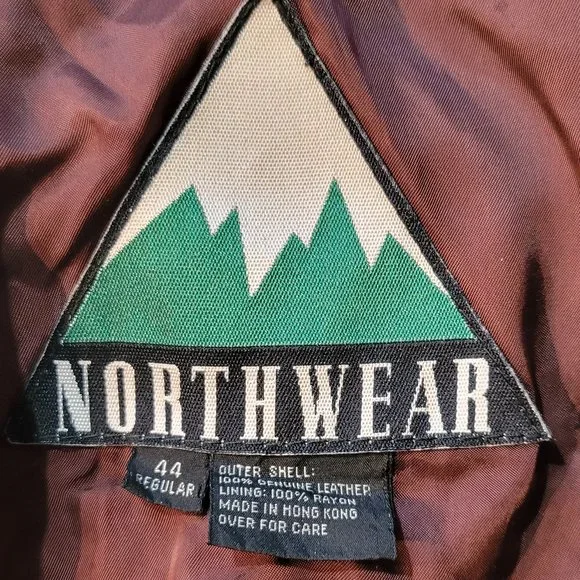 NORTHWEAR
44
REGULAR
OUTER SHELL:
100% GENUINE LEATHER
LINING: 100% RAYON
MADE IN HONG KONG
OVER FOR CARE